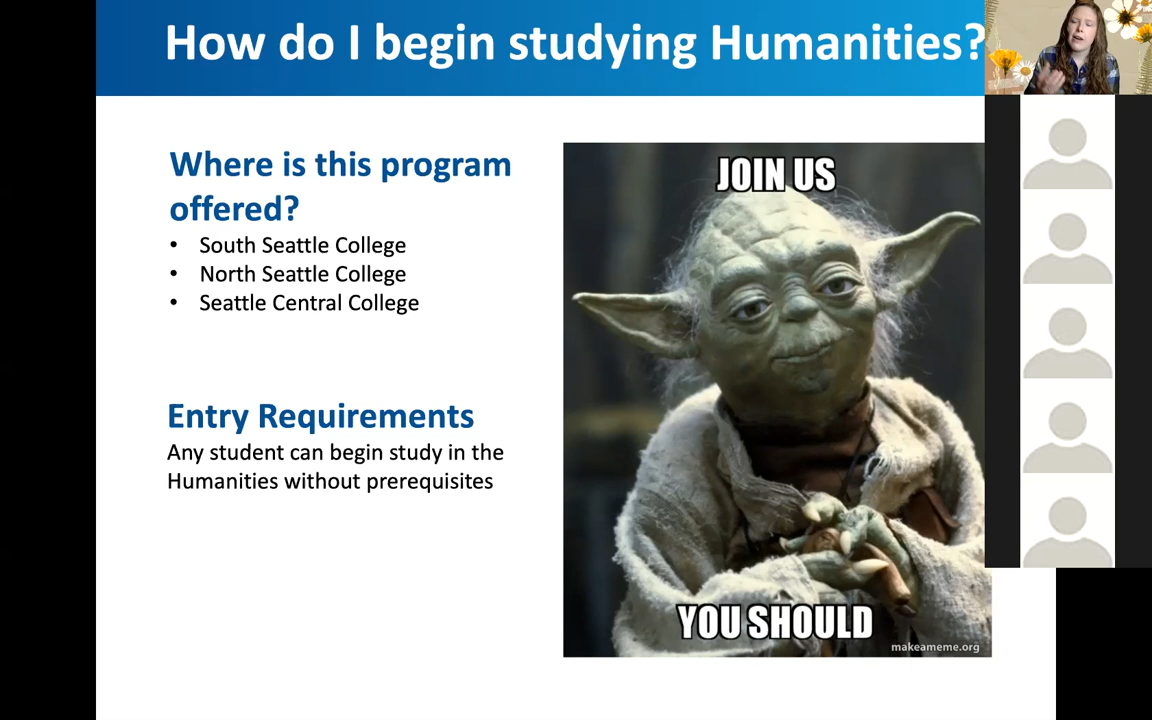 How do I begin studying Humanities?
Where is this program
offered?
• South Seattle College
• North Seattle College
• Seattle Central College
Entry Requirements
Any student can begin study in the
Humanities without prerequisites
JOIN US
YOU SHOULD
makeameme.org